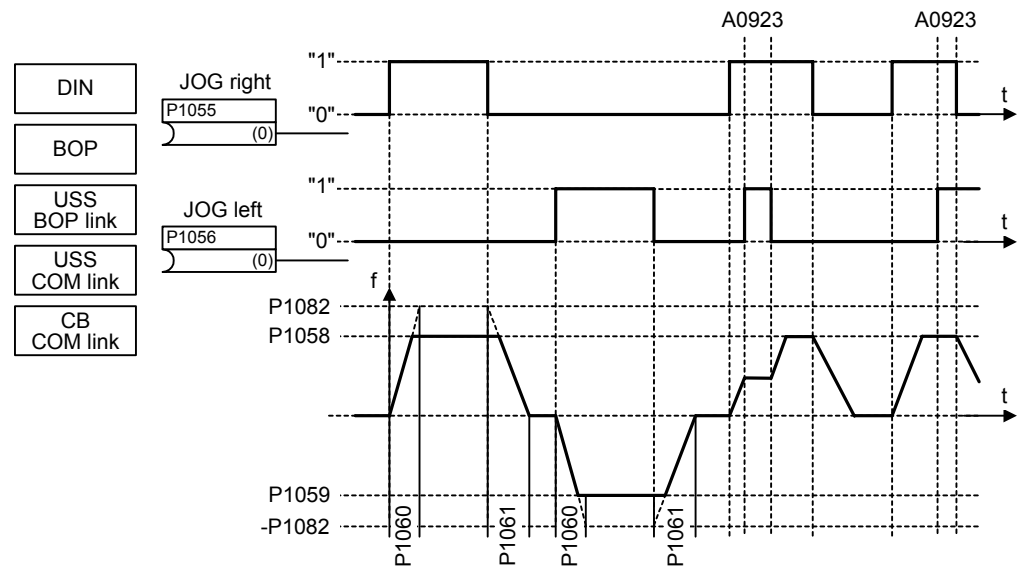 A0923 A0923
DIN
BOP
USS
BOP link
USS
COM link
CB
COM link
JOG right
P1055
(0)
"1"
"0"
t
JOG left
P1056
(0)
"1"
"0"
t
f
P1082
P1058
t
P1059
-P1082
P1060
P1061
P1060
P1061